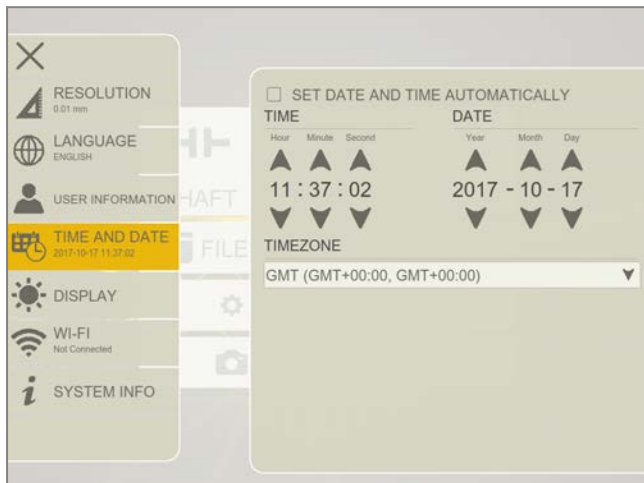 RESOLUTION
0.01 mm
LANGUAGE
ENGLISH
USER INFORMATION
TIME AND DATE
2017-10-17 11:37:02
DISPLAY
WI-FI
Not Connected
SYSTEM INFO
HAFT
FILE
SET DATE AND TIME AUTOMATICALLY
TIME DATE
Hour Minute Second Year Month Day
11 : 37 : 02 2017 - 10 - 17
TIMEZONE
GMT (GMT+00:00, GMT+00:00)